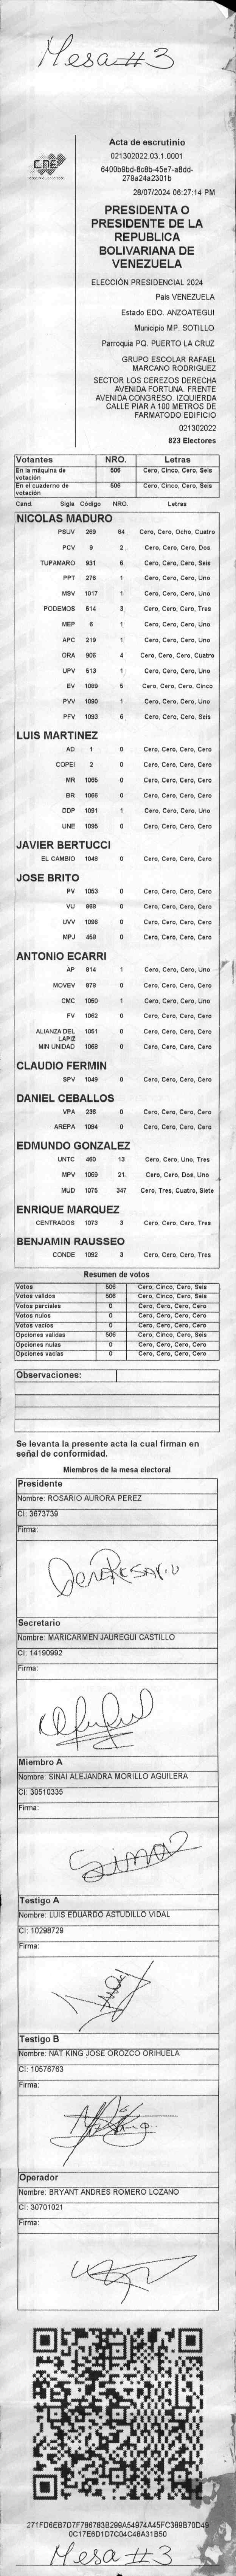 Mesa #3
CNE
Acta de escrutinio
021302022.03.1.0001
6400b9bd-8c8b-45e7-a8dd-
279a24a2301b
28/07/2024 06:27:14 PM
PRESIDENTA O
PRESIDENTE DE LA
REPUBLICA
BOLIVARIANA DE
VENEZUELA
ELECCIÓN PRESIDENCIAL 2024
Pais VENEZUELA
Estado EDO. ANZOATEGUI
Municipio MP. SOTILLO
Parroquia PQ. PUERTO LA CRUZ
GRUPO ESCOLAR RAFAEL
MARCANO RODRIGUEZ
SECTOR LOS CEREZOS DERECHA
AVENIDA FORTUNA. FRENTE
AVENIDA CONGRESO. IZQUIERDA
CALLE PIAR A 100 METROS DE
FARMATODO EDIFICIO
021302022
823 Electores
Votantes NRO. Letras
En la máquina de votación 506 Cero, Cinco, Cero, Seis
En el cuaderno de votación 506 Cero, Cinco, Cero, Seis
Cand. Sigla Código NRO. Letras
NICOLAS MADURO
PSUV 269 84 Cero, Cero, Ocho, Cuatro
PCV 9 2 Cero, Cero, Cero, Dos
TUPAMARO 931 6 Cero, Cero, Cero, Seis
PPT 276 1 Cero, Cero, Cero, Uno
MSV 1017 1 Cero, Cero, Cero, Uno
PODEMOS 514 3 Cero, Cero, Cero, Tres
MEP 6 1 Cero, Cero, Cero, Uno
APC 219 1 Cero, Cero, Cero, Uno
ORA 906 4 Cero, Cero, Cero, Cuatro
UPV 513 1 Cero, Cero, Cero, Uno
EV 1089 5 Cero, Cero, Cero, Cinco
PVV 1090 1 Cero, Cero, Cero, Uno
PFV 1093 6 Cero, Cero, Cero, Seis
LUIS MARTINEZ
AD 1 0 Cero, Cero, Cero, Cero
COPEI 2 0 Cero, Cero, Cero, Cero
MR 1065 0 Cero, Cero, Cero, Cero
BR 1066 0 Cero, Cero, Cero, Cero
DDP 1091 1 Cero, Cero, Cero, Uno
UNE 1095 0 Cero, Cero, Cero, Cero
JAVIER BERTUCCI
EL CAMBIO 1048 0 Cero, Cero, Cero, Cero
JOSE BRITO
PV 1053 0 Cero, Cero, Cero, Cero
VU 868 0 Cero, Cero, Cero, Cero
UVV 1096 0 Cero, Cero, Cero, Cero
MPJ 458 0 Cero, Cero, Cero, Cero
ANTONIO ECARRI
AP 814 1 Cero, Cero, Cero, Uno
MOVEV 978 0 Cero, Cero, Cero, Cero
CMC 1050 1 Cero, Cero, Cero, Uno
FV 1062 0 Cero, Cero, Cero, Cero
ALIANZA DEL LAPIZ 1051 0 Cero, Cero, Cero, Cero
MIN UNIDAD 1058 0 Cero, Cero, Cero, Cero
CLAUDIO FERMIN
SPV 1049 0 Cero, Cero, Cero, Cero
DANIEL CEBALLOS
VPA 236 0 Cero, Cero, Cero, Cero
AREPA 1094 0 Cero, Cero, Cero, Cero
EDMUNDO GONZALEZ
UNTC 460 13 Cero, Cero, Uno, Tres
MPV 1069 21 Cero, Cero, Dos, Uno
MUD 1075 347 Cero, Tres, Cuatro, Siete
ENRIQUE MARQUEZ
CENTRADOS 1073 3 Cero, Cero, Cero, Tres
BENJAMIN RAUSSEO
CONDE 1092 3 Cero, Cero, Cero, Tres
Resumen de votos
Votos 506 Cero, Cinco, Cero, Seis
Votos validos 506 Cero, Cinco, Cero, Seis
Votos parciales 0 Cero, Cero, Cero, Cero
Votos nulos 0 Cero, Cero, Cero, Cero
Votos vacios 0 Cero, Cero, Cero, Cero
Opciones validas 506 Cero, Cinco, Cero, Seis
Opciones nulas 0 Cero, Cero, Cero, Cero
Opciones vacias 0 Cero, Cero, Cero, Cero
Observaciones:
Se levanta la presente acta la cual firman en
señal de conformidad.
Miembros de la mesa electoral
Presidente
Nombre: ROSARIO AURORA PEREZ
CI: 3673739
Firma:
Secretario
Nombre: MARICARMEN JAUREGUI CASTILLO
CI: 14190992
Firma:
Miembro A
Nombre: SINAI ALEJANDRA MORILLO AGUILERA
CI: 30510335
Firma:
Sinai
Testigo A
Nombre: LUIS EDUARDO ASTUDILLO VIDAL
CI: 10298729
Firma:
Testigo B
Nombre: NAT KING JOSE OROZCO ORIHUELA
CI: 10576763
Firma:
Operador
Nombre: BRYANT ANDRES ROMERO LOZANO
CI: 30701021
Firma:
271FD6EB7D7F786783B299A54974A45FC389B70D49
0C17E6D1D7C04C48A31B50
Mesa #3